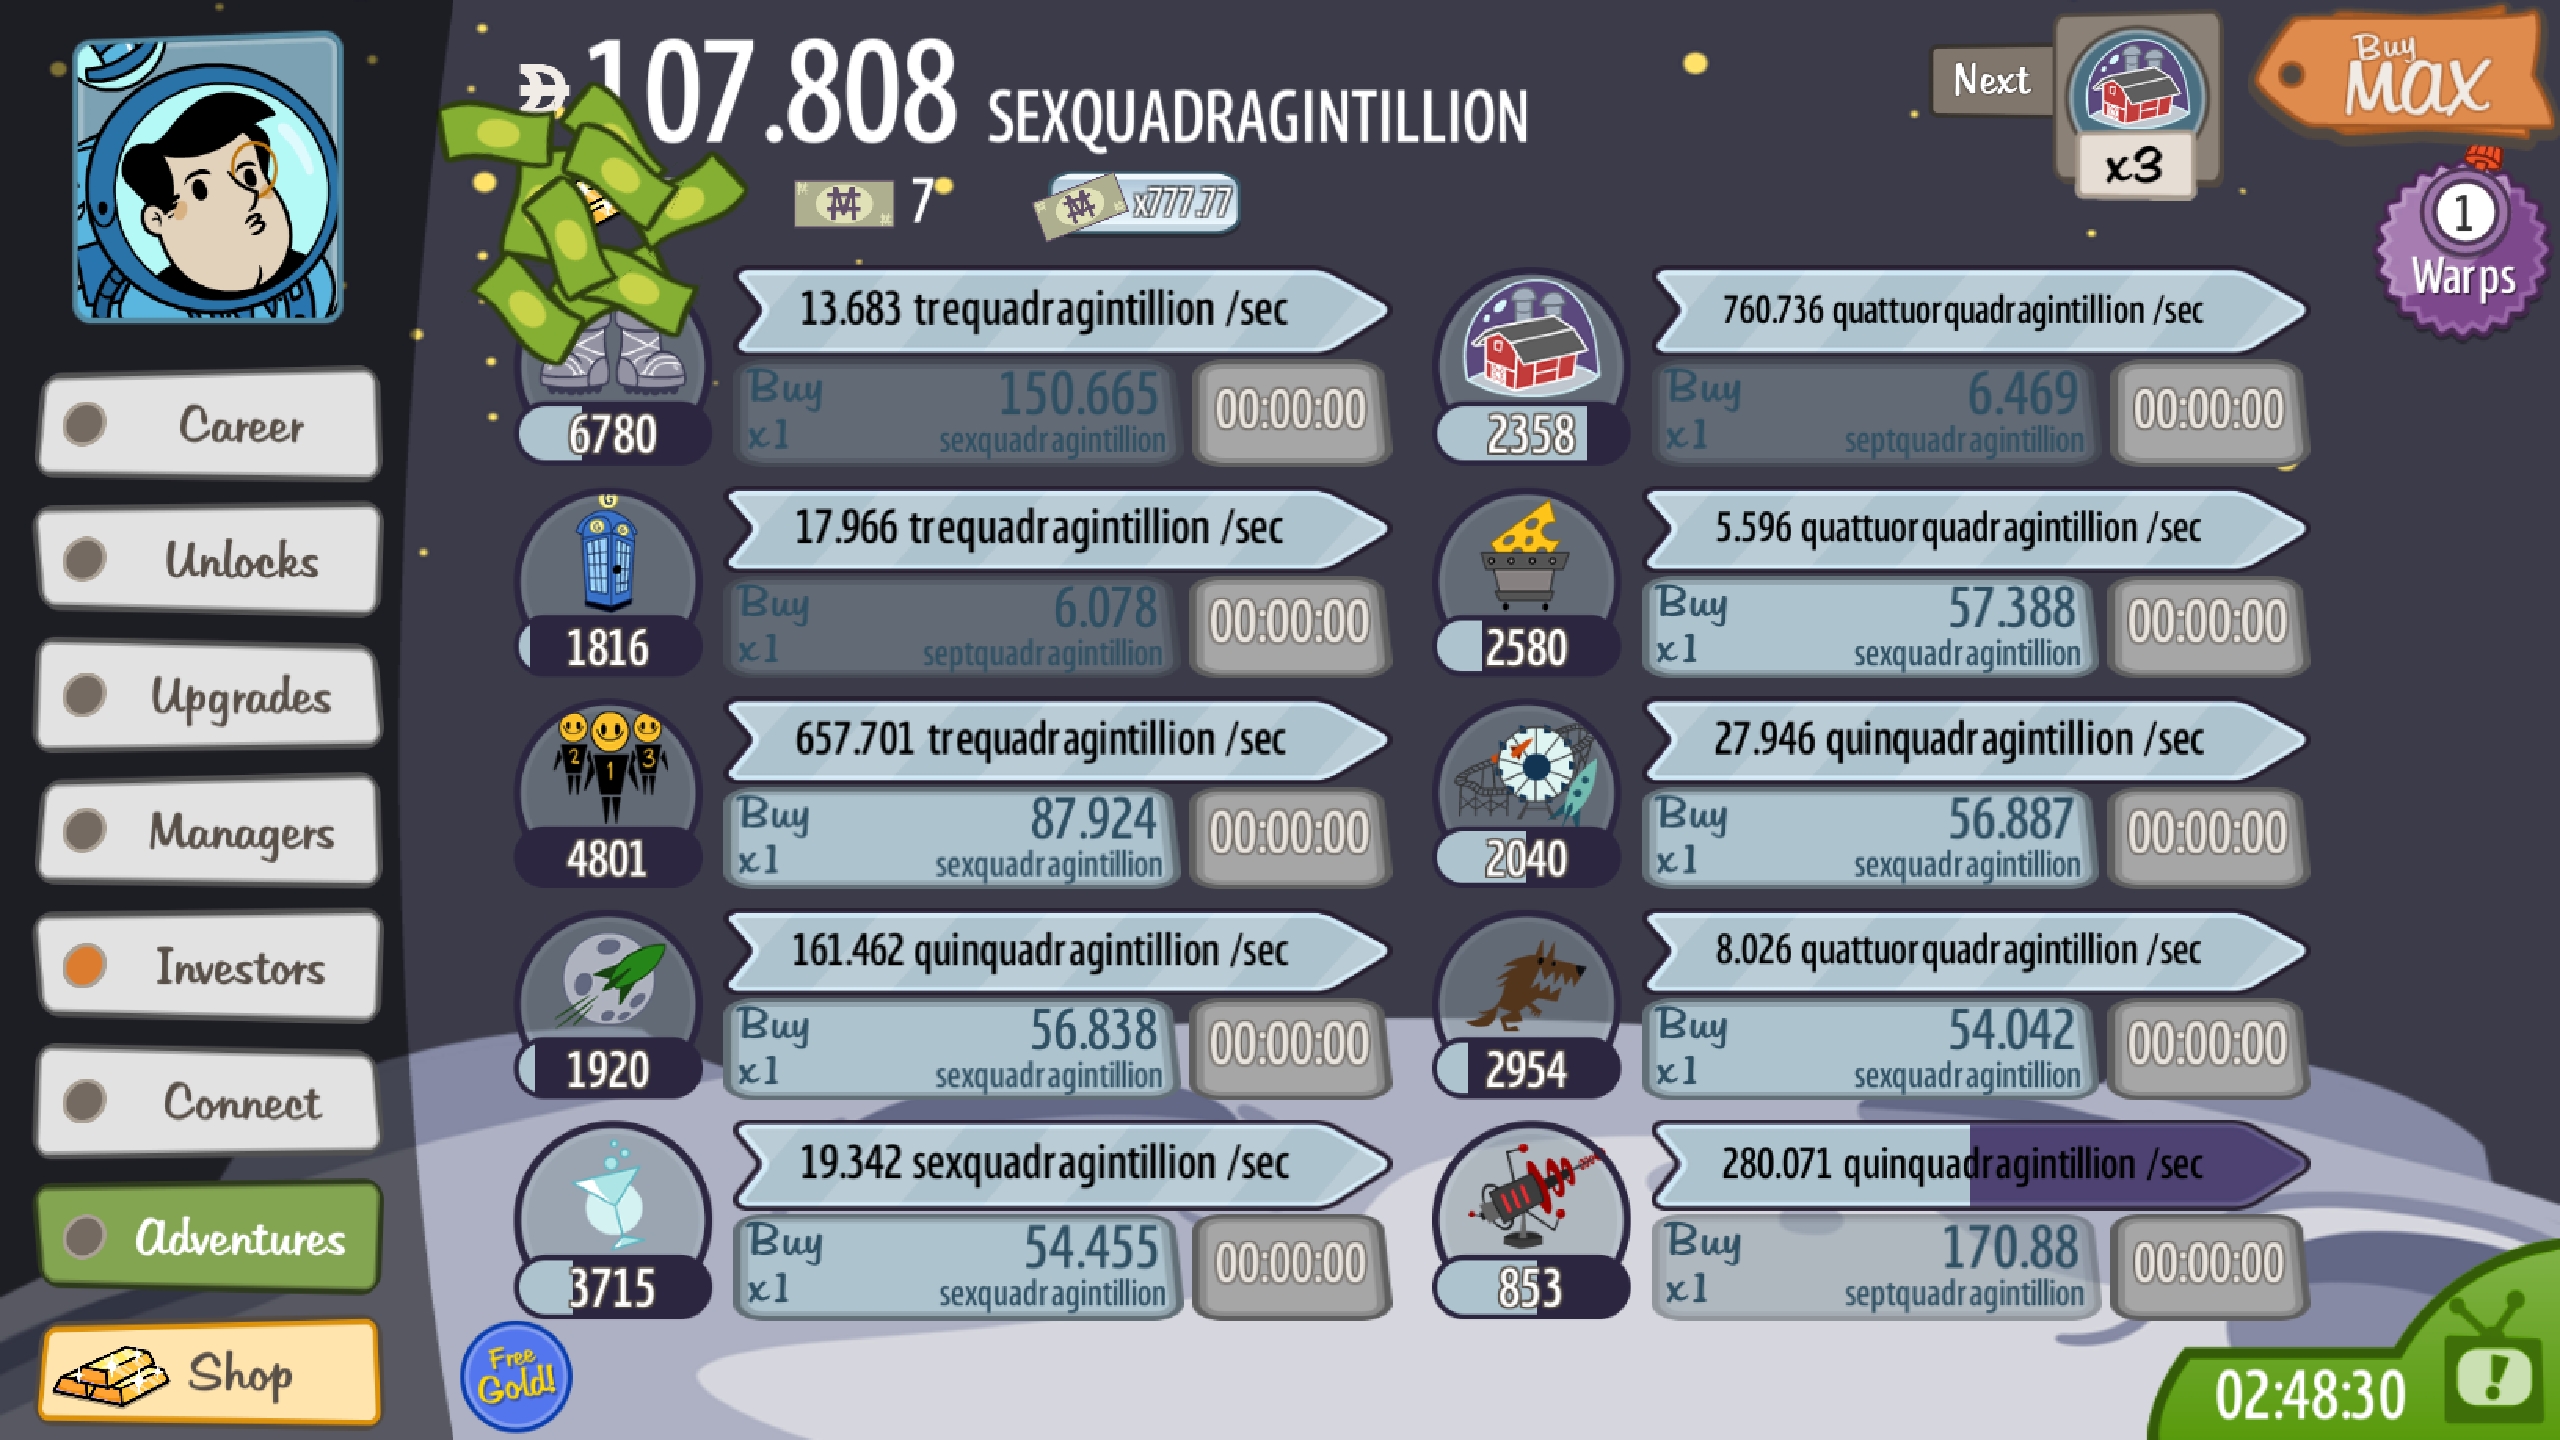 107.808 SEXQUADRAGINTILLION
Next
x3
Buy
MAX
7
x777.77
1
Warps
Career
Unlocks
Upgrades
Managers
Investors
Connect
Adventures
Shop
13.683 trequadragintillion /sec
Buy 150.665
x1 sexquadragintillion
00:00:00
6780
760.736 quattuorquadragintillion /sec
Buy 6.469
x1 septquadragintillion
00:00:00
2358
17.966 trequadragintillion /sec
Buy 6.078
x1 septquadragintillion
00:00:00
G
1816
5.596 quattuorquadragintillion /sec
Buy 57.388
x1 sexquadragintillion
00:00:00
2580
657.701 trequadragintillion /sec
Buy 87.924
x1 sexquadragintillion
00:00:00
2 1 3
4801
27.946 quinquadragintillion /sec
Buy 56.887
x1 sexquadragintillion
00:00:00
2040
161.462 quinquadragintillion /sec
Buy 56.838
x1 sexquadragintillion
00:00:00
1920
8.026 quattuorquadragintillion /sec
Buy 54.042
x1 sexquadragintillion
00:00:00
2954
19.342 sexquadragintillion /sec
Buy 54.455
x1 sexquadragintillion
00:00:00
3715
280.071 quinquadragintillion /sec
Buy 170.88
x1 septquadragintillion
00:00:00
853
Free
Gold!
02:48:30
!